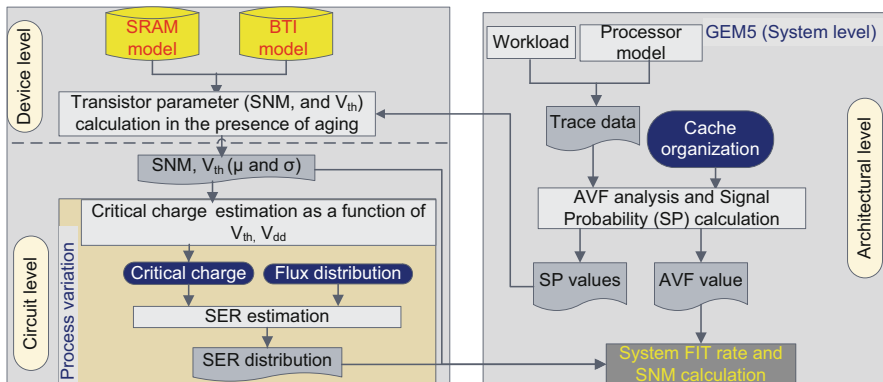 Device level
SRAM
model
BTI
model
Transistor parameter (SNM, and Vth)
calculation in the presence of aging
SNM, Vth (μ and σ)
Circuit level
Process variation
Critical charge estimation as a function of
Vth, Vdd
Critical charge
Flux distribution
SER estimation
SER distribution
GEM5 (System level)
Workload
Processor
model
Trace data
Cache
organization
Architectural level
AVF analysis and Signal
Probability (SP) calculation
SP values
AVF value
System FIT rate and
SNM calculation